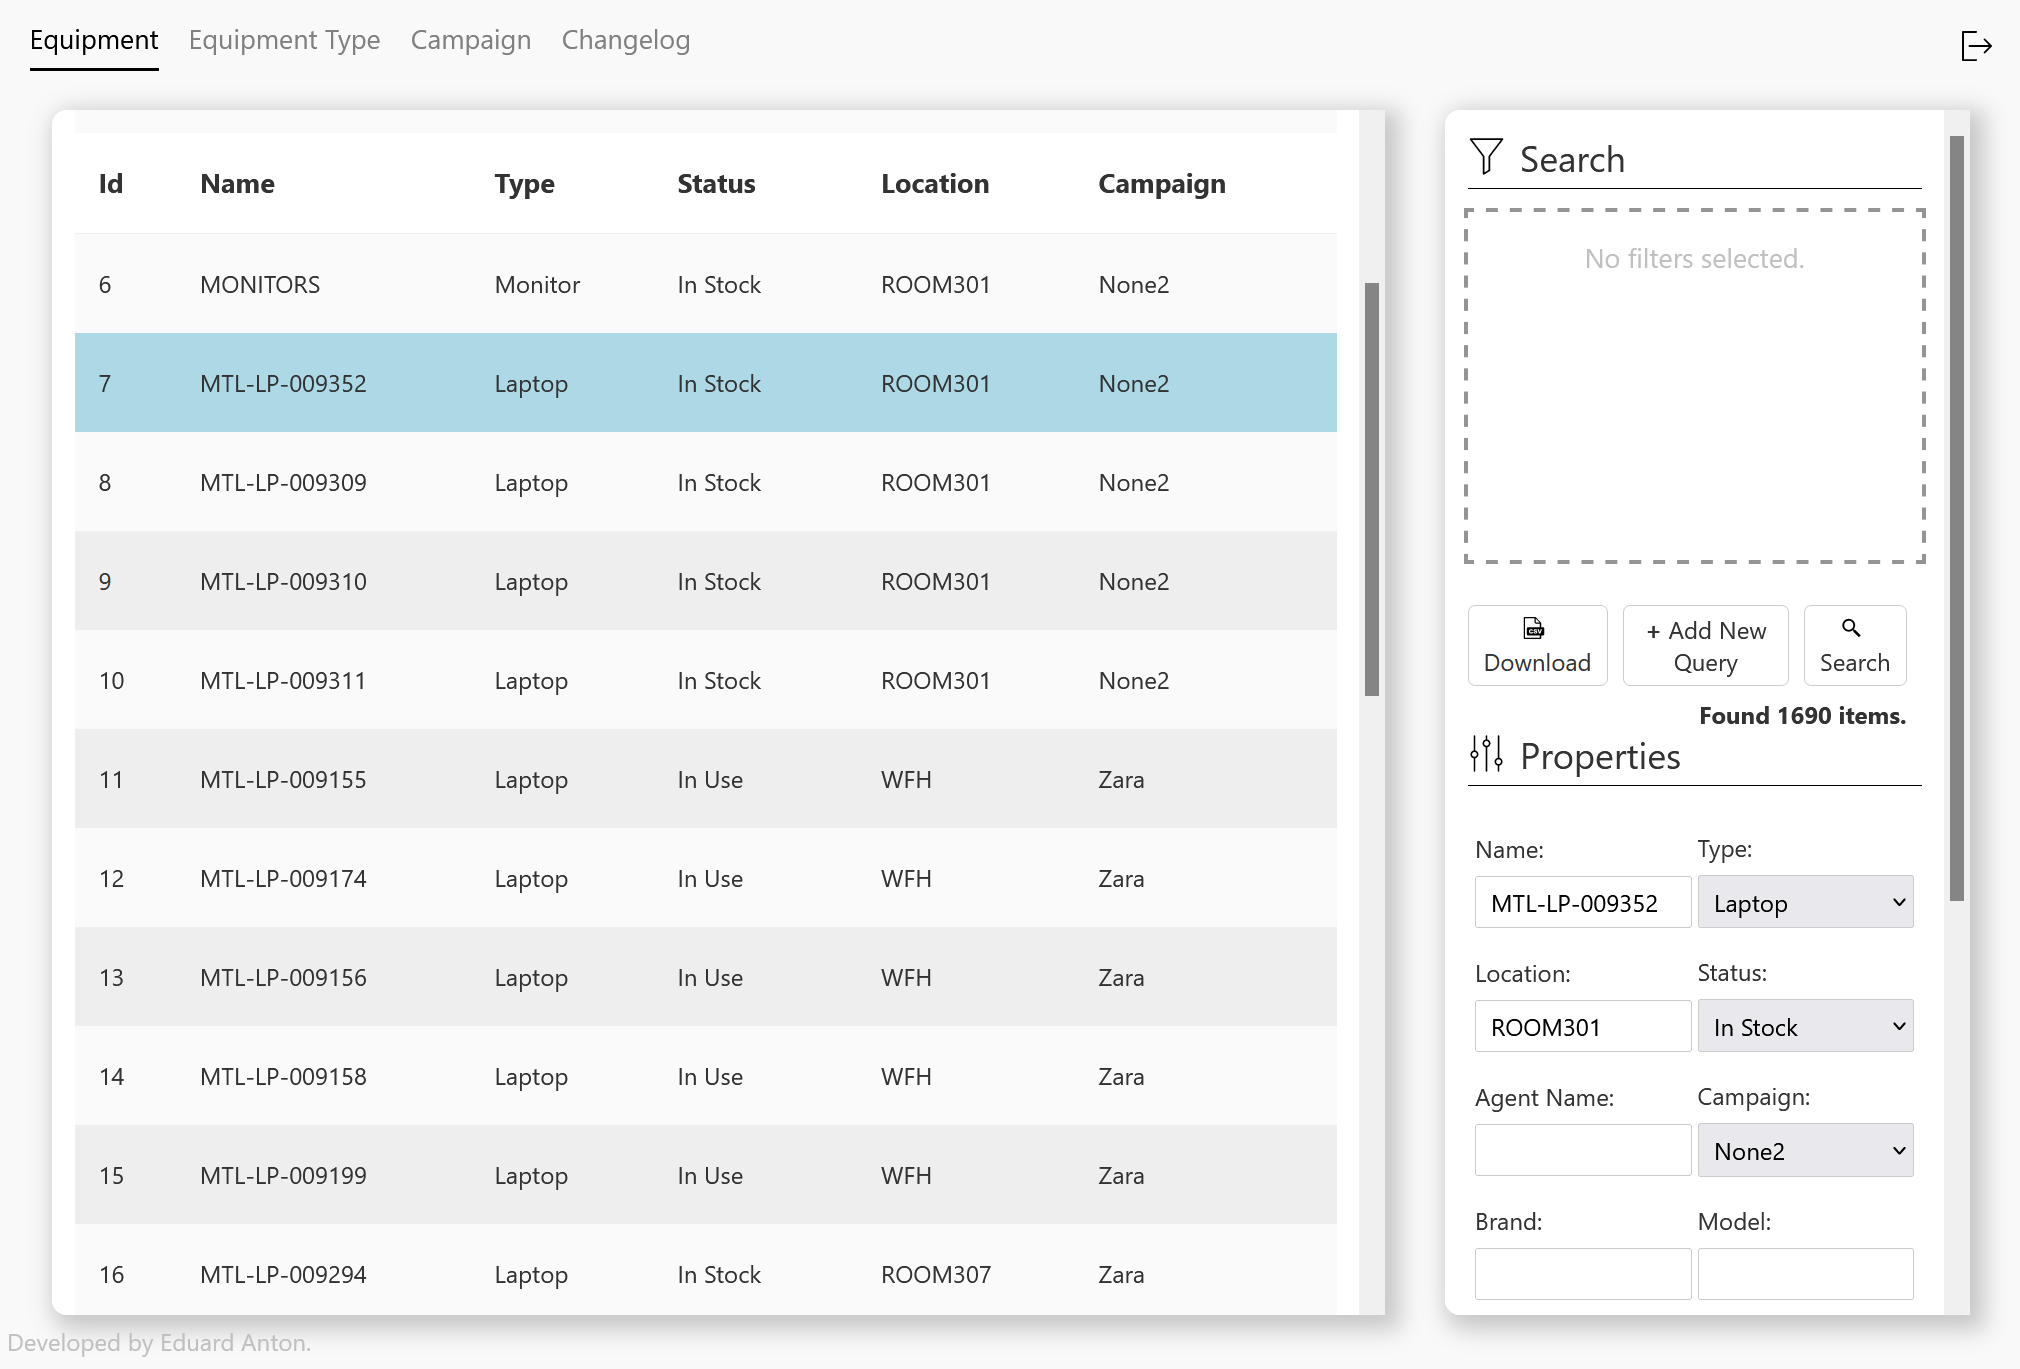 Equipment Equipment Type Campaign Changelog
Id Name Type Status Location Campaign
6 MONITORS Monitor In Stock ROOM301 None2
7 MTL-LP-009352 Laptop In Stock ROOM301 None2
8 MTL-LP-009309 Laptop In Stock ROOM301 None2
9 MTL-LP-009310 Laptop In Stock ROOM301 None2
10 MTL-LP-009311 Laptop In Stock ROOM301 None2
11 MTL-LP-009155 Laptop In Use WFH Zara
12 MTL-LP-009174 Laptop In Use WFH Zara
13 MTL-LP-009156 Laptop In Use WFH Zara
14 MTL-LP-009158 Laptop In Use WFH Zara
15 MTL-LP-009199 Laptop In Use WFH Zara
16 MTL-LP-009294 Laptop In Stock ROOM307 Zara
Search
No filters selected.
CSV
Download
+ Add New
Query
Search
Found 1690 items.
Properties
Name: Type:
MTL-LP-009352 Laptop
Location: Status:
ROOM301 In Stock
Agent Name: Campaign:
None2
Brand: Model:
Developed by Eduard Anton.